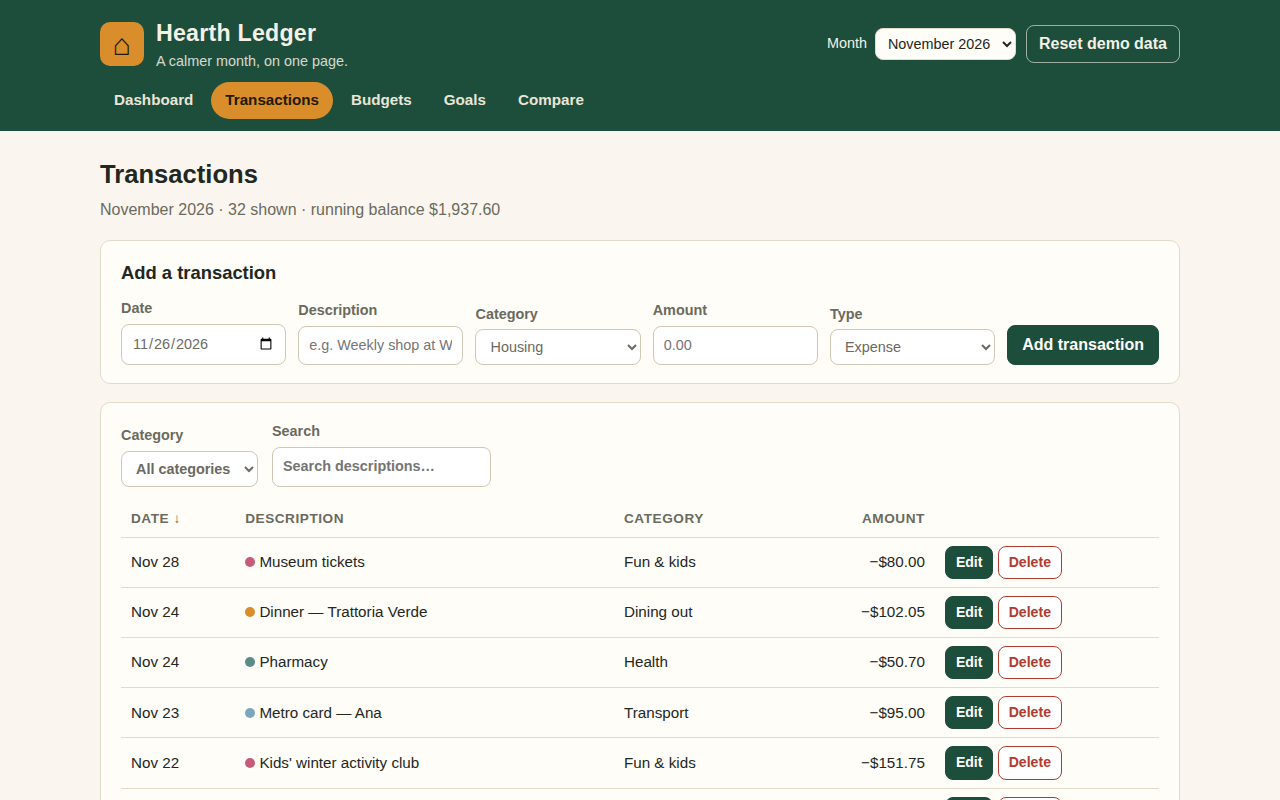 Hearth Ledger
A calmer month, on one page.
Month November 2026 Reset demo data
Dashboard Transactions Budgets Goals Compare
Transactions
November 2026 · 32 shown · running balance $1,937.60
Add a transaction
Date Description Category Amount Type
11/26/2026 e.g. Weekly shop at W Housing 0.00 Expense Add transaction
Category Search
All categories Search descriptions…
DATE ↓ DESCRIPTION CATEGORY AMOUNT
Nov 28 Museum tickets Fun & kids −$80.00 Edit Delete
Nov 24 Dinner — Trattoria Verde Dining out −$102.05 Edit Delete
Nov 24 Pharmacy Health −$50.70 Edit Delete
Nov 23 Metro card — Ana Transport −$95.00 Edit Delete
Nov 22 Kids' winter activity club Fun & kids −$151.75 Edit Delete